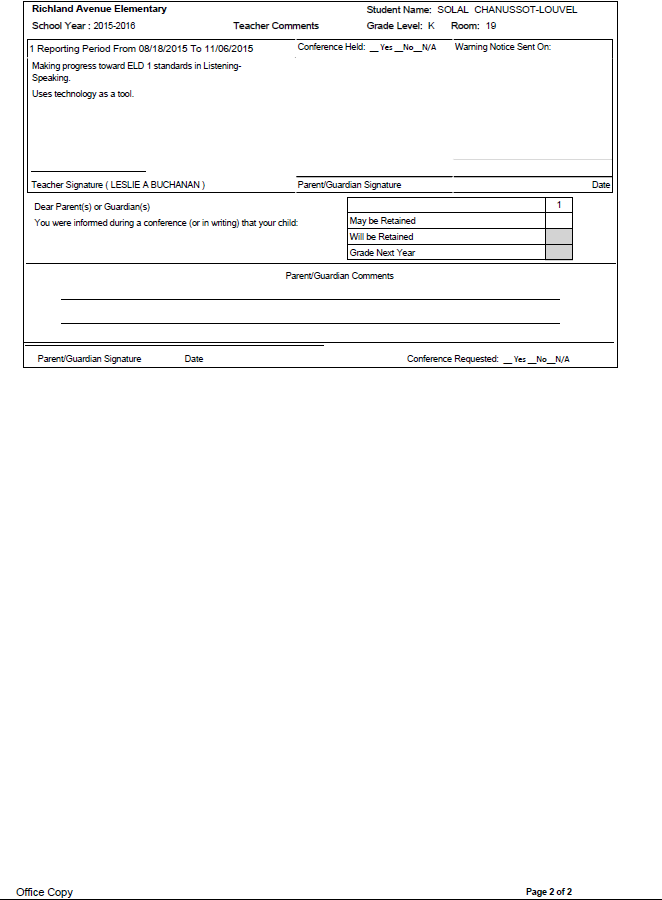 Richland Avenue Elementary
Student Name: SOLAL CHANUSSOT-LOUVEL
School Year : 2015-2016 Teacher Comments Grade Level: K Room: 19
1 Reporting Period From 08/18/2015 To 11/06/2015 Conference Held: __ Yes __No__N/A Warning Notice Sent On:
Making progress toward ELD 1 standards in Listening-
Speaking.
Uses technology as a tool.
Teacher Signature ( LESLIE A BUCHANAN ) Parent/Guardian Signature Date
Dear Parent(s) or Guardian(s) 1
You were informed during a conference (or in writing) that your child: May be Retained
Will be Retained
Grade Next Year
Parent/Guardian Comments
Parent/Guardian Signature Date Conference Requested: __ Yes __No__N/A
Office Copy Page 2 of 2